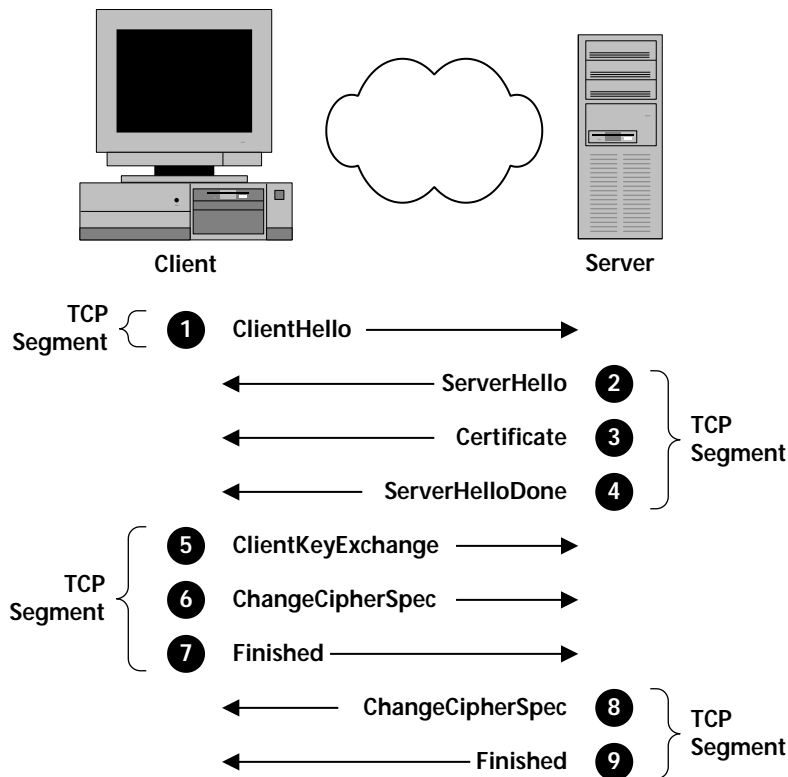 Client
Server
TCP
Segment
1 ClientHello
ServerHello 2
Certificate 3
TCP
Segment
ServerHelloDone 4
5 ClientKeyExchange
TCP
Segment
6 ChangeCipherSpec
7 Finished
ChangeCipherSpec 8
TCP
Segment
Finished 9